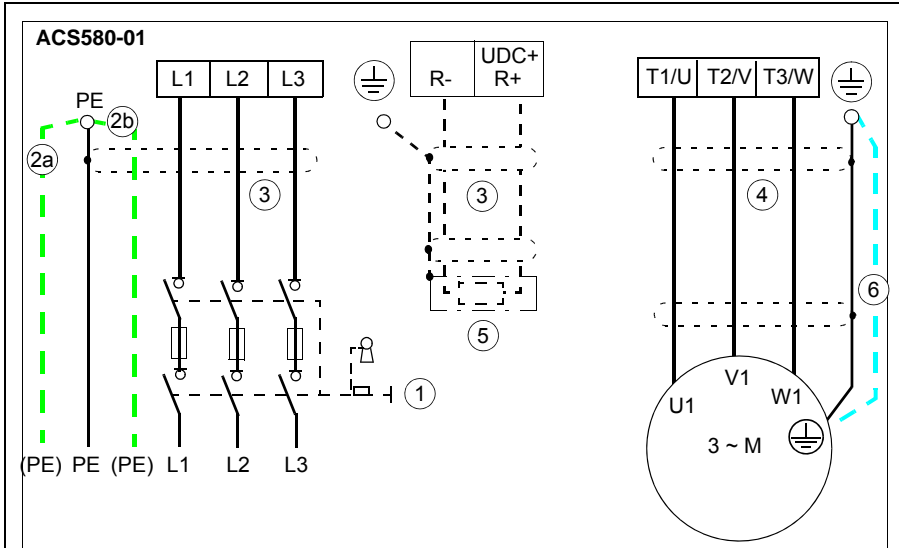 ACS580-01
L1 L2 L3
R-
UDC+
R+
T1/U T2/V T3/W
PE
2b
2a
3
3
4
6
5
1
V1
U1
W1
3 ~ M
(PE) PE (PE) L1 L2 L3